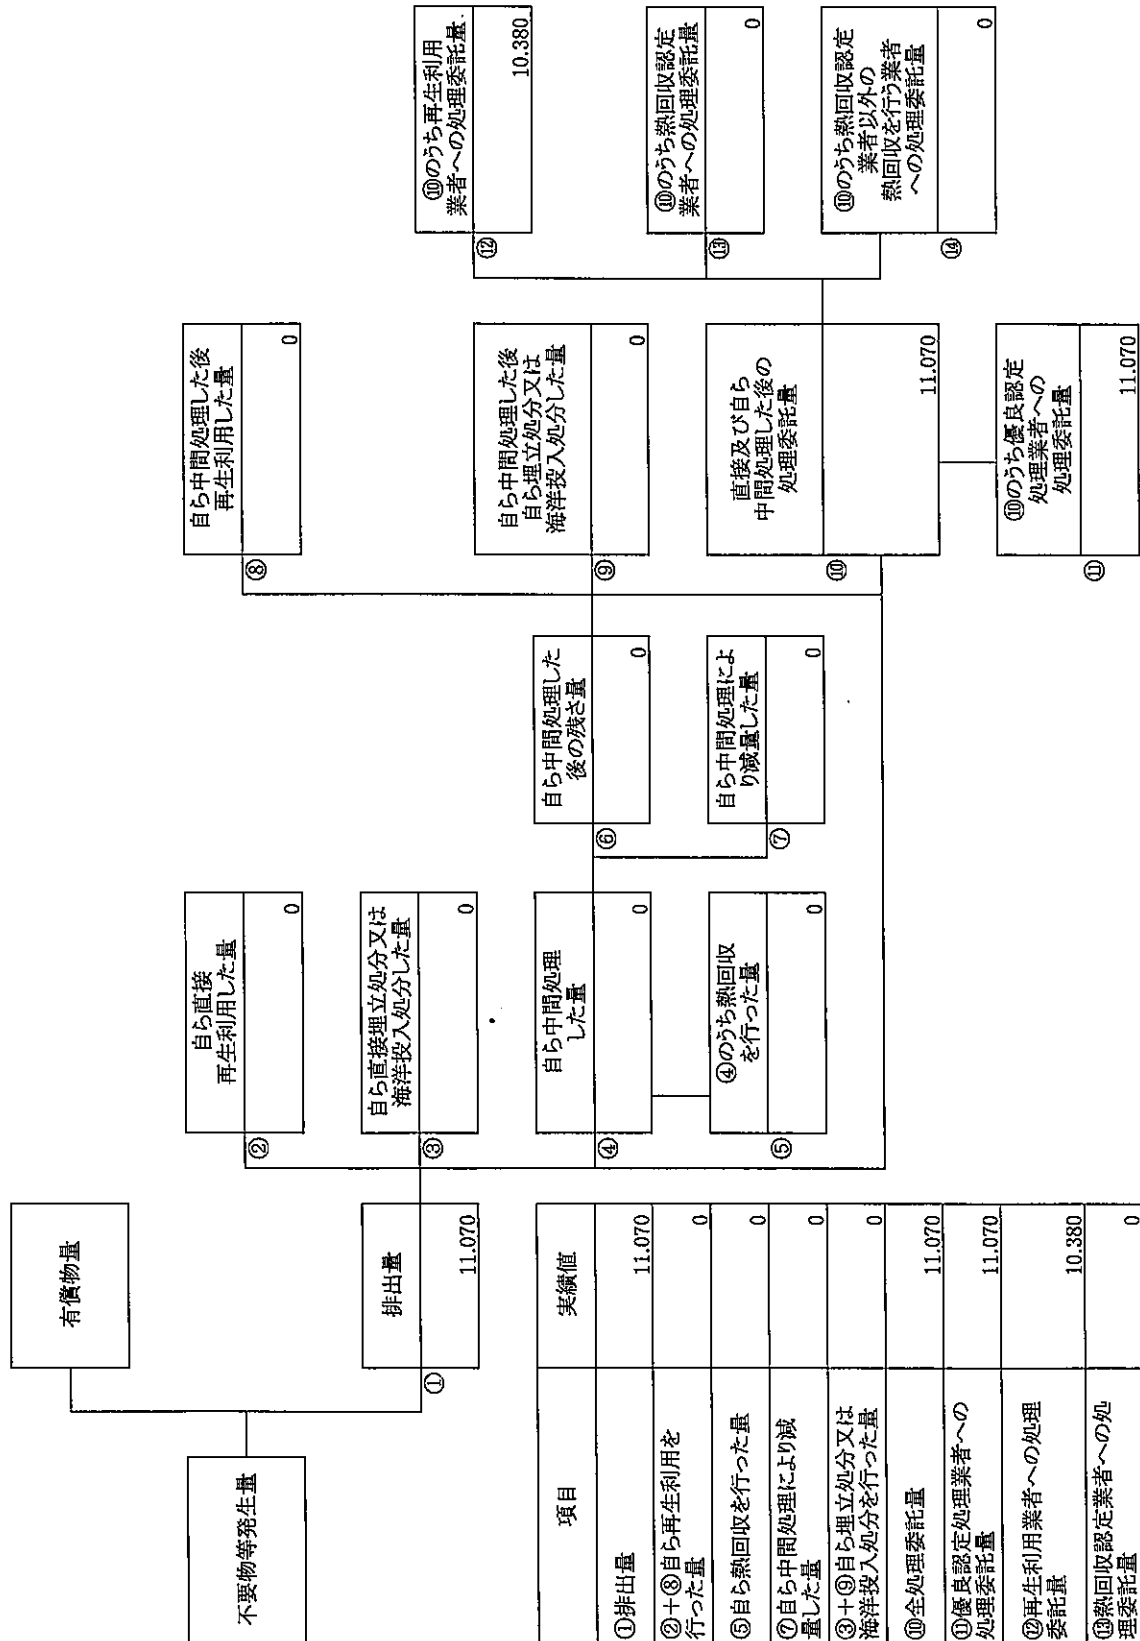 不要物等発生量
有償物量
①
排出量
11.070
②
自ら直接
再生利用した量
0
③
自ら直接埋立処分又は
海洋投入処分した量
0
④
自ら中間処理
した量
0
⑤
④のうち熱回収
を行った量
0
⑥
自ら中間処理した
後の残さ量
0
⑦
自ら中間処理によ
り減量した量
0
⑧
自ら中間処理した後
再生利用した量
0
⑨
自ら中間処理した後
自ら埋立処分又は
海洋投入処分した量
0
⑩
直接及び自ら
中間処理した後の
処理委託量
11.070
⑪
⑩のうち優良認定
処理業者への
処理委託量
11.070
⑫
⑩のうち再生利用
業者への処理委託量
10.380
⑬
⑩のうち熱回収認定
業者への処理委託量
0
⑭
⑩のうち熱回収認定
業者以外の
熱回収を行う業者
への処理委託量
0
項目 実績値
①排出量 11.070
②+⑧自ら再生利用を
行った量 0
⑤自ら熱回収を行った量 0
⑦自ら中間処理により減
量した量 0
③+⑨自ら埋立処分又は
海洋投入処分を行った量 0
⑩全処理委託量 11.070
⑪優良認定処理業者への
処理委託量 11.070
⑫再生利用業者への処理
委託量 10.380
⑬熱回収認定業者への処
理委託量 0